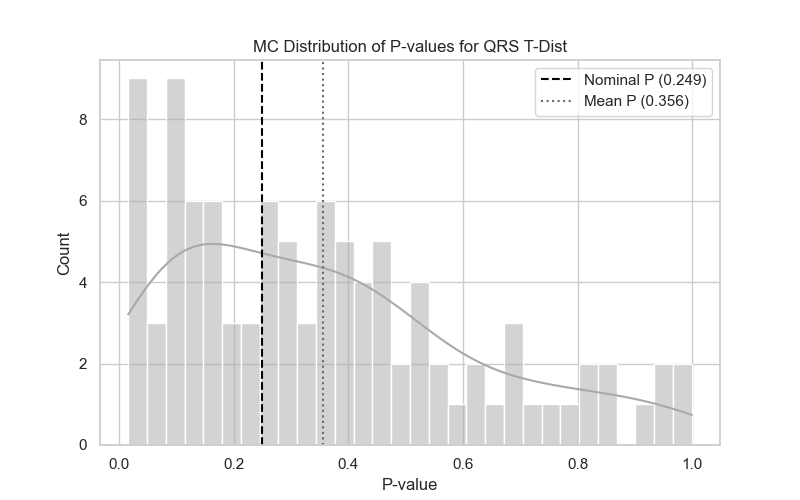 MC Distribution of P-values for QRS T-Dist
Nominal P (0.249)
Mean P (0.356)
8
6
4
2
0
Count
0.0 0.2 0.4 0.6 0.8 1.0
P-value